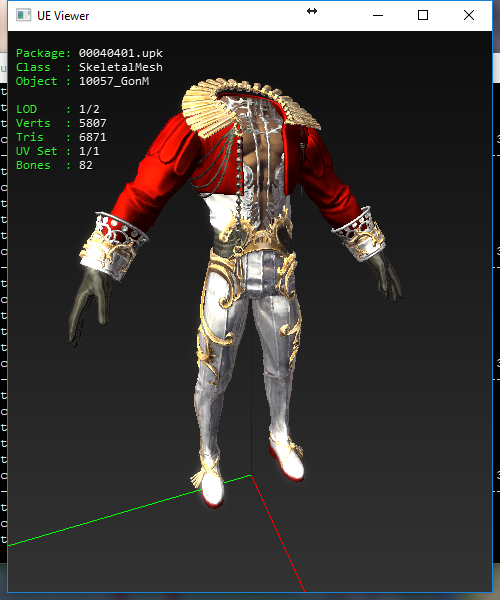 UE Viewer
Package: 00040401.upk
Class : SkeletalMesh
Object : 10057_GonM
LOD : 1/2
Verts : 5807
Tris : 6871
UV Set : 1/1
Bones : 82